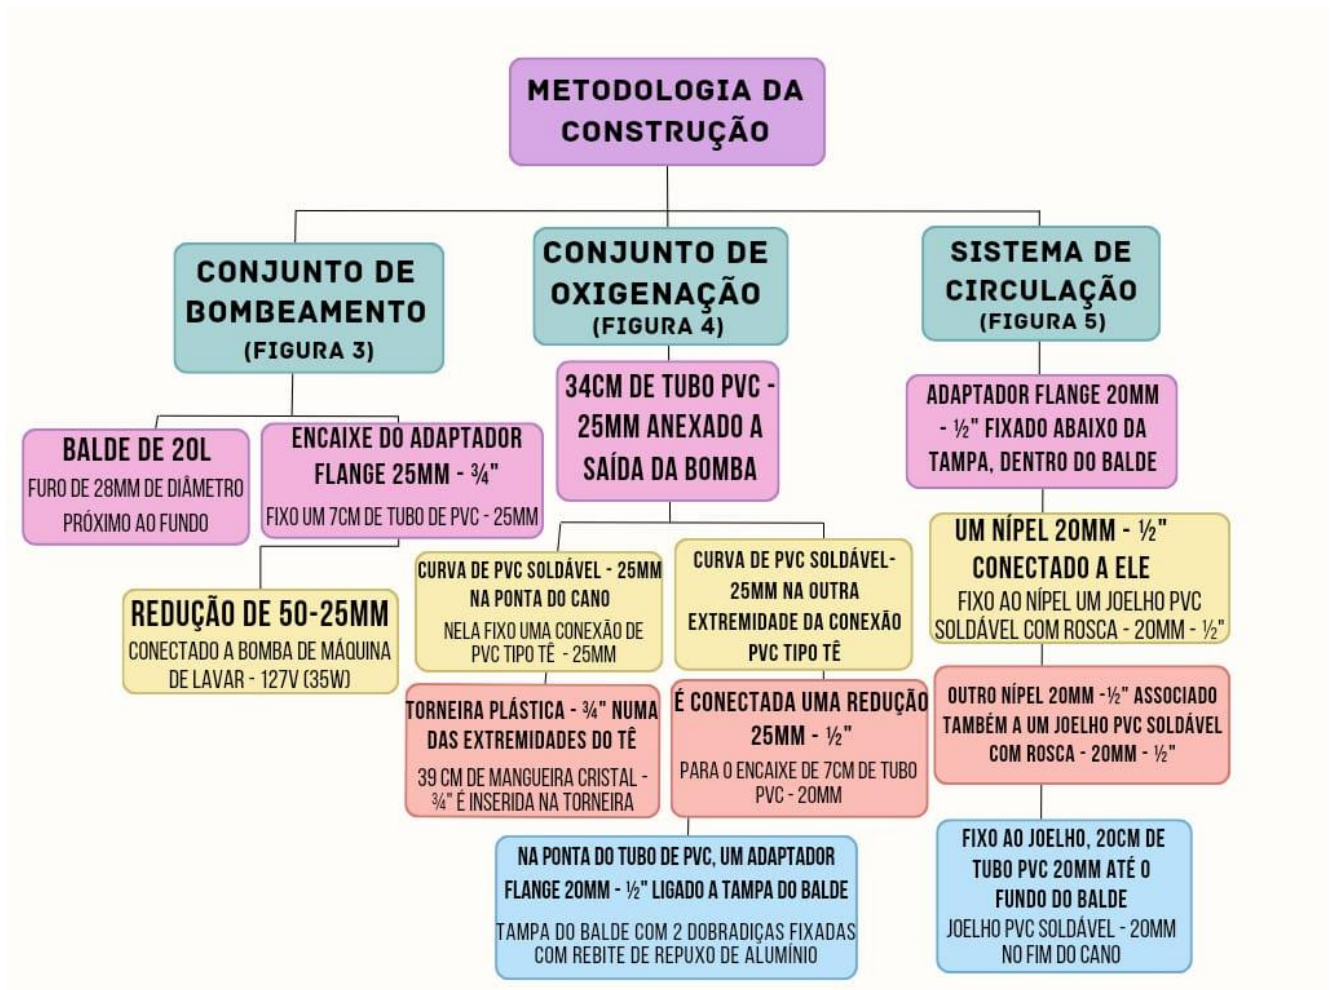 METODOLOGIA DA
CONSTRUÇÃO
CONJUNTO DE
BOMBEAMENTO
(FIGURA 3)
BALDE DE 20L
FURO DE 28MM DE DIÂMETRO
PRÓXIMO AO FUNDO
ENCAIXE DO ADAPTADOR
FLANGE 25MM - ¾"
FIXO UM 7CM DE TUBO DE PVC - 25MM
REDUÇÃO DE 50-25MM
CONECTADO A BOMBA DE MÁQUINA
DE LAVAR - 127V (35W)
CONJUNTO DE
OXIGENAÇÃO
(FIGURA 4)
34CM DE TUBO PVC -
25MM ANEXADO A
SAÍDA DA BOMBA
CURVA DE PVC SOLDÁVEL - 25MM
NA PONTA DO CANO
NELA FIXO UMA CONEXÃO DE
PVC TIPO TÊ - 25MM
TORNEIRA PLÁSTICA - ¾" NUMA
DAS EXTREMIDADES DO TÊ
39 CM DE MANGUEIRA CRISTAL -
¾" É INSERIDA NA TORNEIRA
CURVA DE PVC SOLDÁVEL-
25MM NA OUTRA
EXTREMIDADE DA CONEXÃO
PVC TIPO TÊ
É CONECTADA UMA REDUÇÃO
25MM - ½"
PARA O ENCAIXE DE 7CM DE TUBO
PVC - 20MM
NA PONTA DO TUBO DE PVC, UM ADAPTADOR
FLANGE 20MM - ½" LIGADO A TAMPA DO BALDE
TAMPA DO BALDE COM 2 DOBRADIÇAS FIXADAS
COM REBITE DE REPUXO DE ALUMÍNIO
SISTEMA DE
CIRCULAÇÃO
(FIGURA 5)
ADAPTADOR FLANGE 20MM
- ½" FIXADO ABAIXO DA
TAMPA, DENTRO DO BALDE
UM NÍPEL 20MM - ½"
CONECTADO A ELE
FIXO AO NÍPEL UM JOELHO PVC
SOLDÁVEL COM ROSCA - 20MM - ½"
OUTRO NÍPEL 20MM -½" ASSOCIADO
TAMBÉM A UM JOELHO PVC SOLDÁVEL
COM ROSCA - 20MM - ½"
FIXO AO JOELHO, 20CM DE
TUBO PVC 20MM ATÉ O
FUNDO DO BALDE
JOELHO PVC SOLDÁVEL - 20MM
NO FIM DO CANO